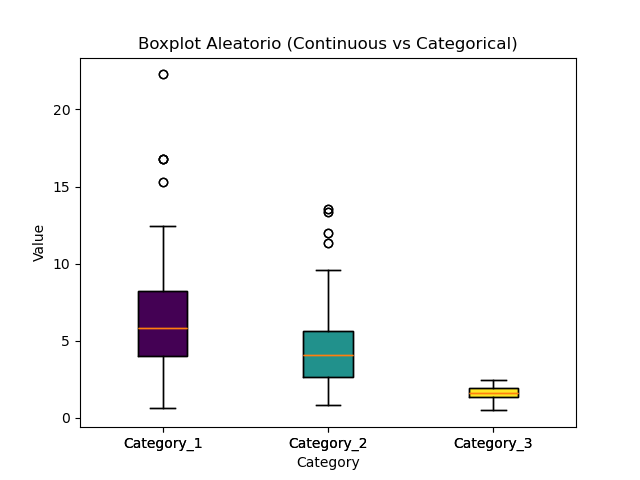 Boxplot Aleatorio (Continuous vs Categorical)
20
15
10
5
0
Value
Category_1 Category_2 Category_3
Category